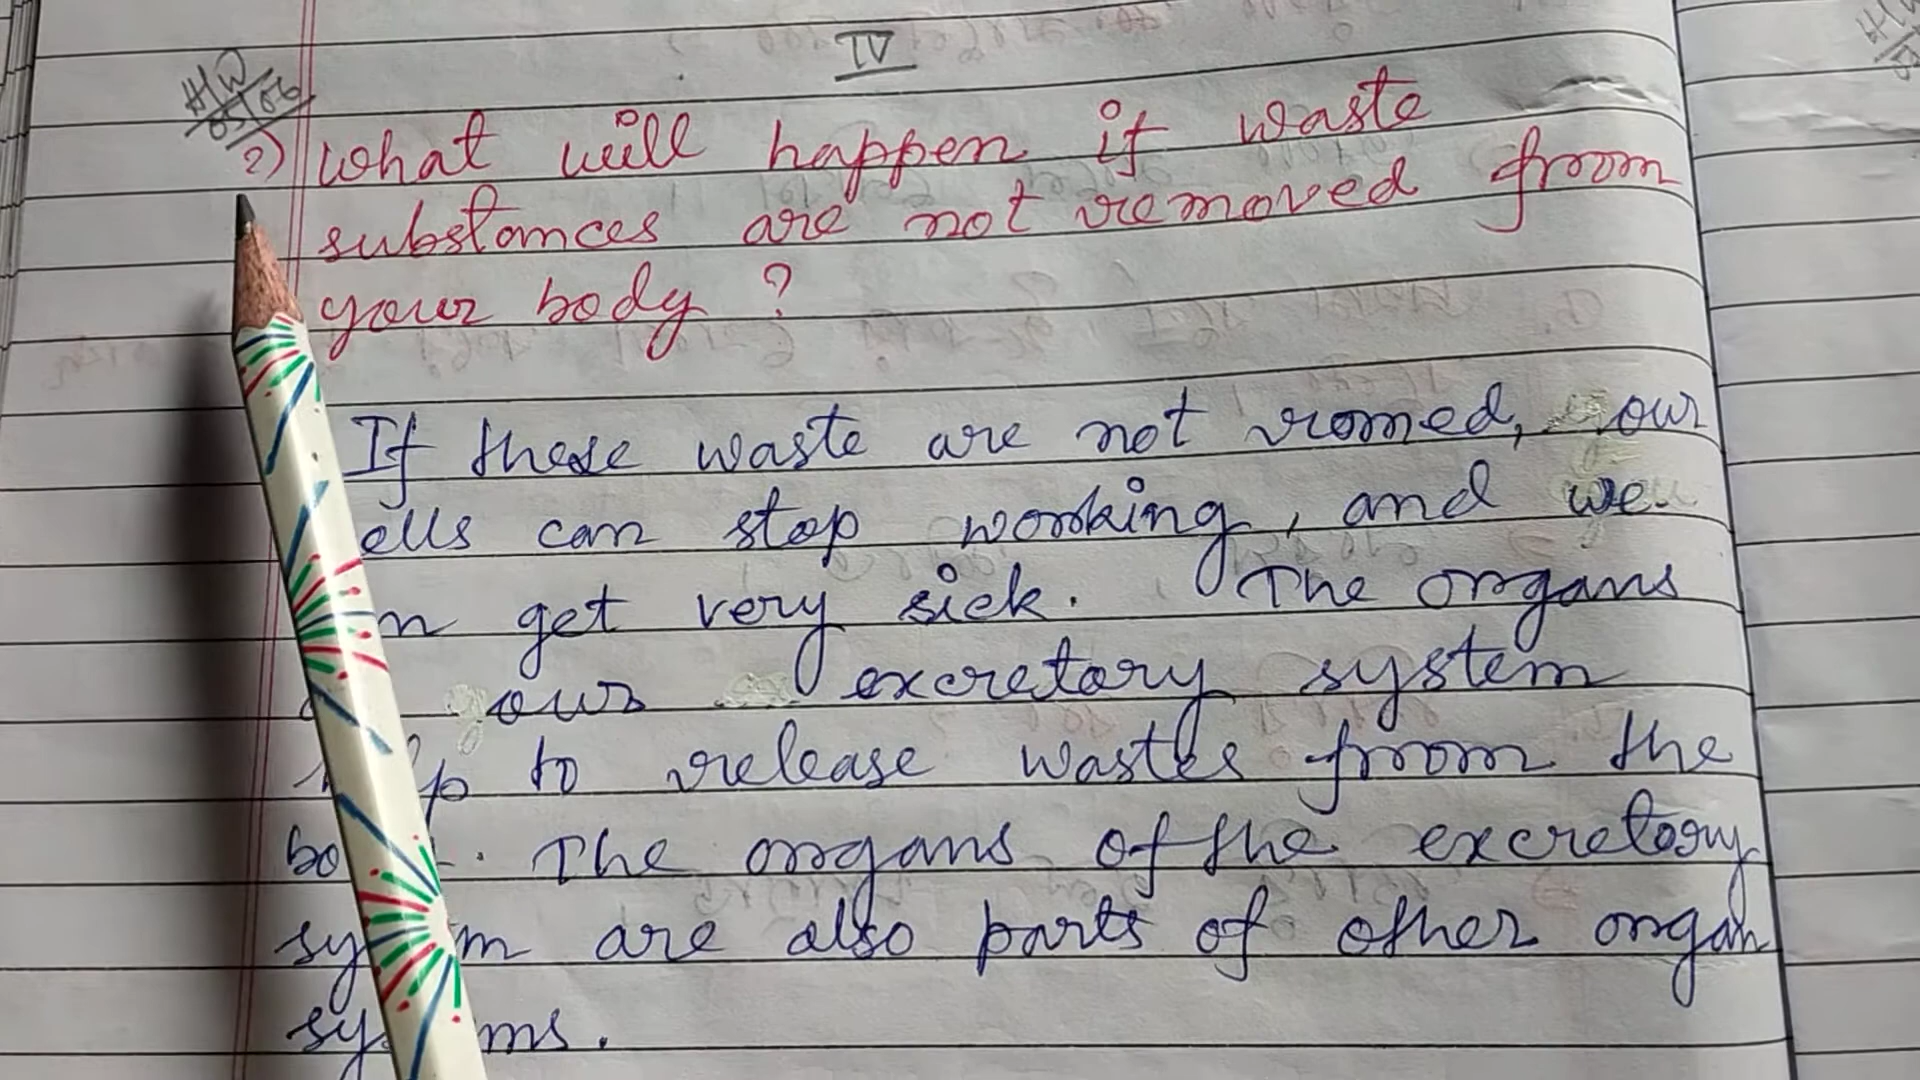 IV
H/W
05/06
2) What will happen if waste
substances are not removed from
your body ?
If these waste are not romed, our
ells can stop working, and we
n get very sick. The organs
our excretory system
lp to release wastes from the
bo . The organs of the excretory
sy m are also parts of other organ
sy ms.